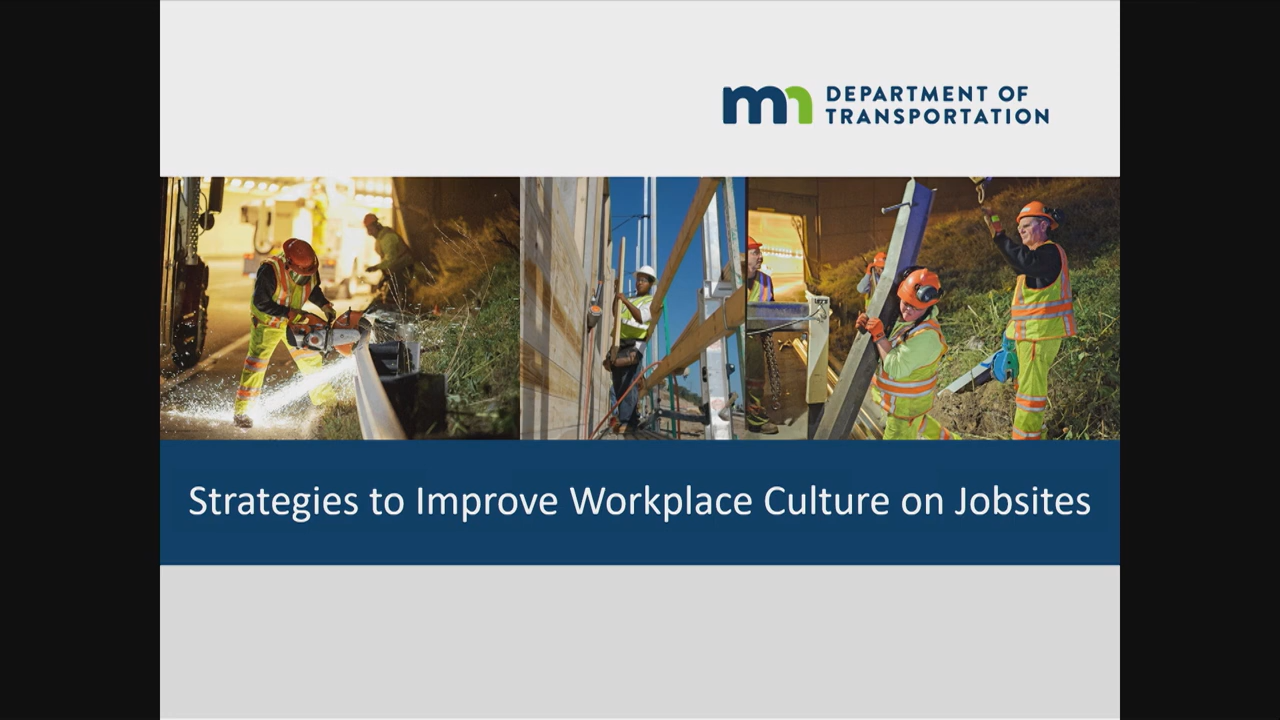 mn DEPARTMENT OF
TRANSPORTATION
Strategies to Improve Workplace Culture on Jobsites